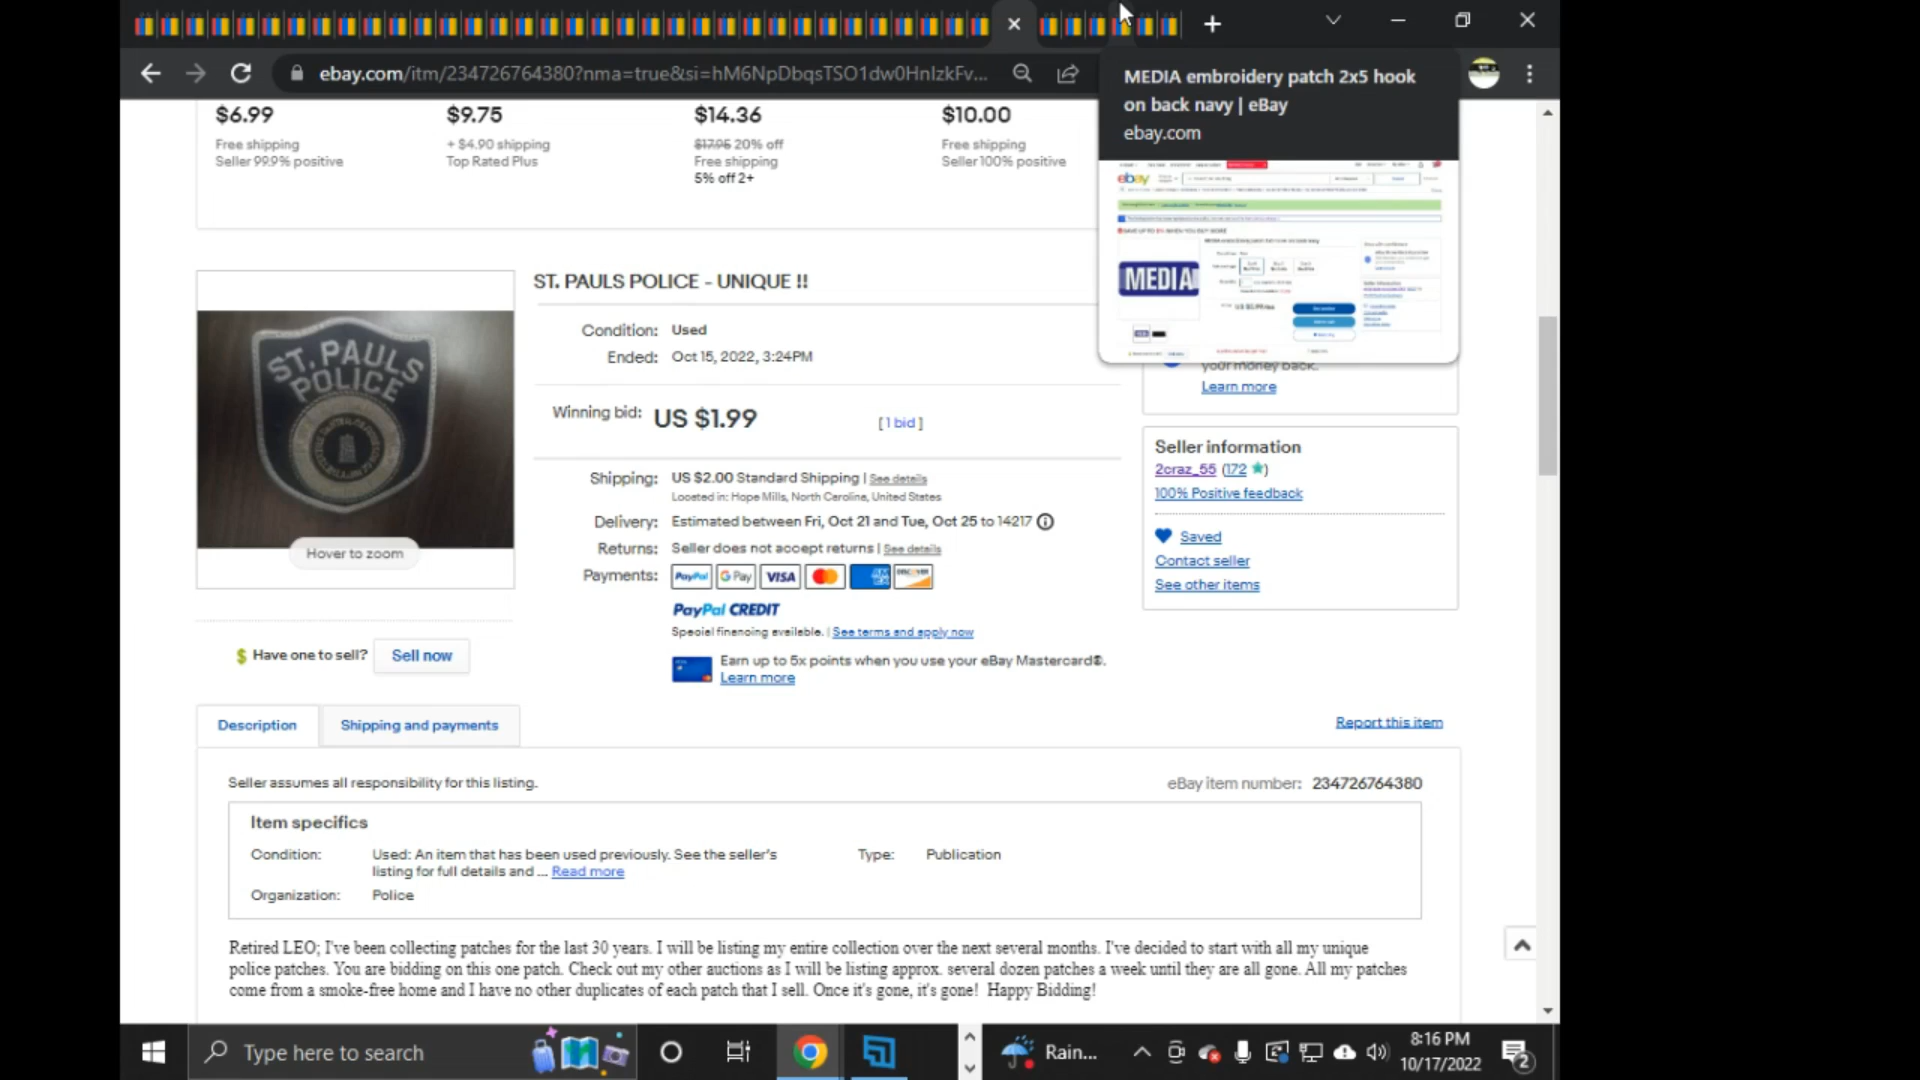 ebay.com/itm/234726764380?nma=true&si=hM6NpDbqsTSO1dw0HnIzkFv...
MEDIA embroidery patch 2x5 hook
on back navy | eBay
ebay.com
ebay
MEDIA
$6.99
Free shipping
Seller 99.9% positive
$9.75
+ $4.90 shipping
Top Rated Plus
$14.36
$17.95 20% off
Free shipping
5% off 2+
$10.00
Free shipping
Seller 100% positive
ST. PAULS
POLICE
Hover to zoom
$ Have one to sell? Sell now
ST. PAULS POLICE - UNIQUE !!
Condition: Used
Ended: Oct 15, 2022, 3:24PM
Winning bid: US $1.99 [ 1 bid ]
Shipping: US $2.00 Standard Shipping | See details
Located in: Hope Mills, North Carolina, United States
Delivery: Estimated between Fri, Oct 21 and Tue, Oct 25 to 14217
Returns: Seller does not accept returns | See details
Payments: PayPal G Pay VISA DISCOVER
PayPal CREDIT
Special financing available. | See terms and apply now
Earn up to 5x points when you use your eBay Mastercard®.
Learn more
your money back.
Learn more
Seller information
2craz_55 (172)
100% Positive feedback
Saved
Contact seller
See other items
Description Shipping and payments
Report this item
Seller assumes all responsibility for this listing.
eBay item number: 234726764380
Item specifics
Condition: Used: An item that has been used previously. See the seller's
listing for full details and ... Read more
Type: Publication
Organization: Police
Retired LEO; I've been collecting patches for the last 30 years. I will be listing my entire collection over the next several months. I've decided to start with all my unique
police patches. You are bidding on this one patch. Check out my other auctions as I will be listing approx. several dozen patches a week until they are all gone. All my patches
come from a smoke-free home and I have no other duplicates of each patch that I sell. Once it's gone, it's gone! Happy Bidding!
Type here to search
Rain...
8:16 PM
10/17/2022
2